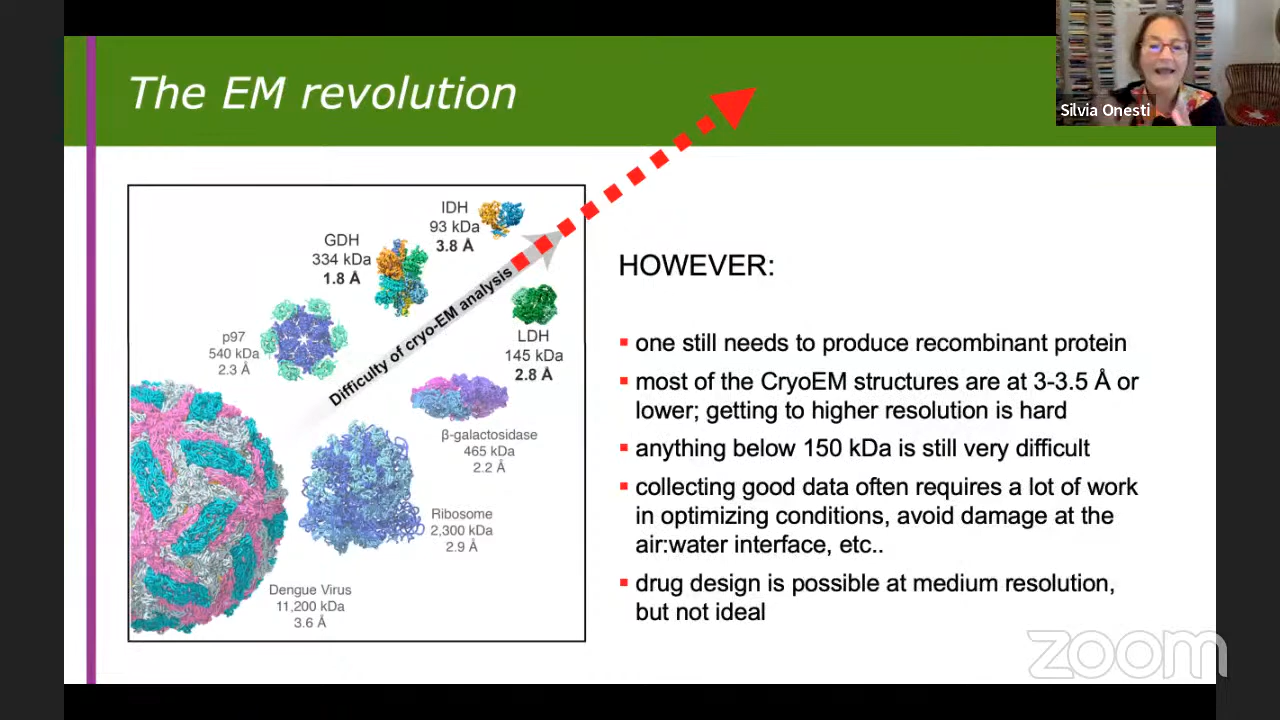 The EM revolution
Silvia Onesti
IDH
93 kDa
3.8 Å
GDH
334 kDa
1.8 Å
Difficulty of cryo-EM analysis
p97
540 kDa
2.3 Å
LDH
145 kDa
2.8 Å
β-galactosidase
465 kDa
2.2 Å
Ribosome
2,300 kDa
2.9 Å
Dengue Virus
11,200 kDa
3.6 Å
HOWEVER:
one still needs to produce recombinant protein
most of the CryoEM structures are at 3-3.5 Å or
lower; getting to higher resolution is hard
anything below 150 kDa is still very difficult
collecting good data often requires a lot of work
in optimizing conditions, avoid damage at the
air:water interface, etc..
drug design is possible at medium resolution,
but not ideal
zoom